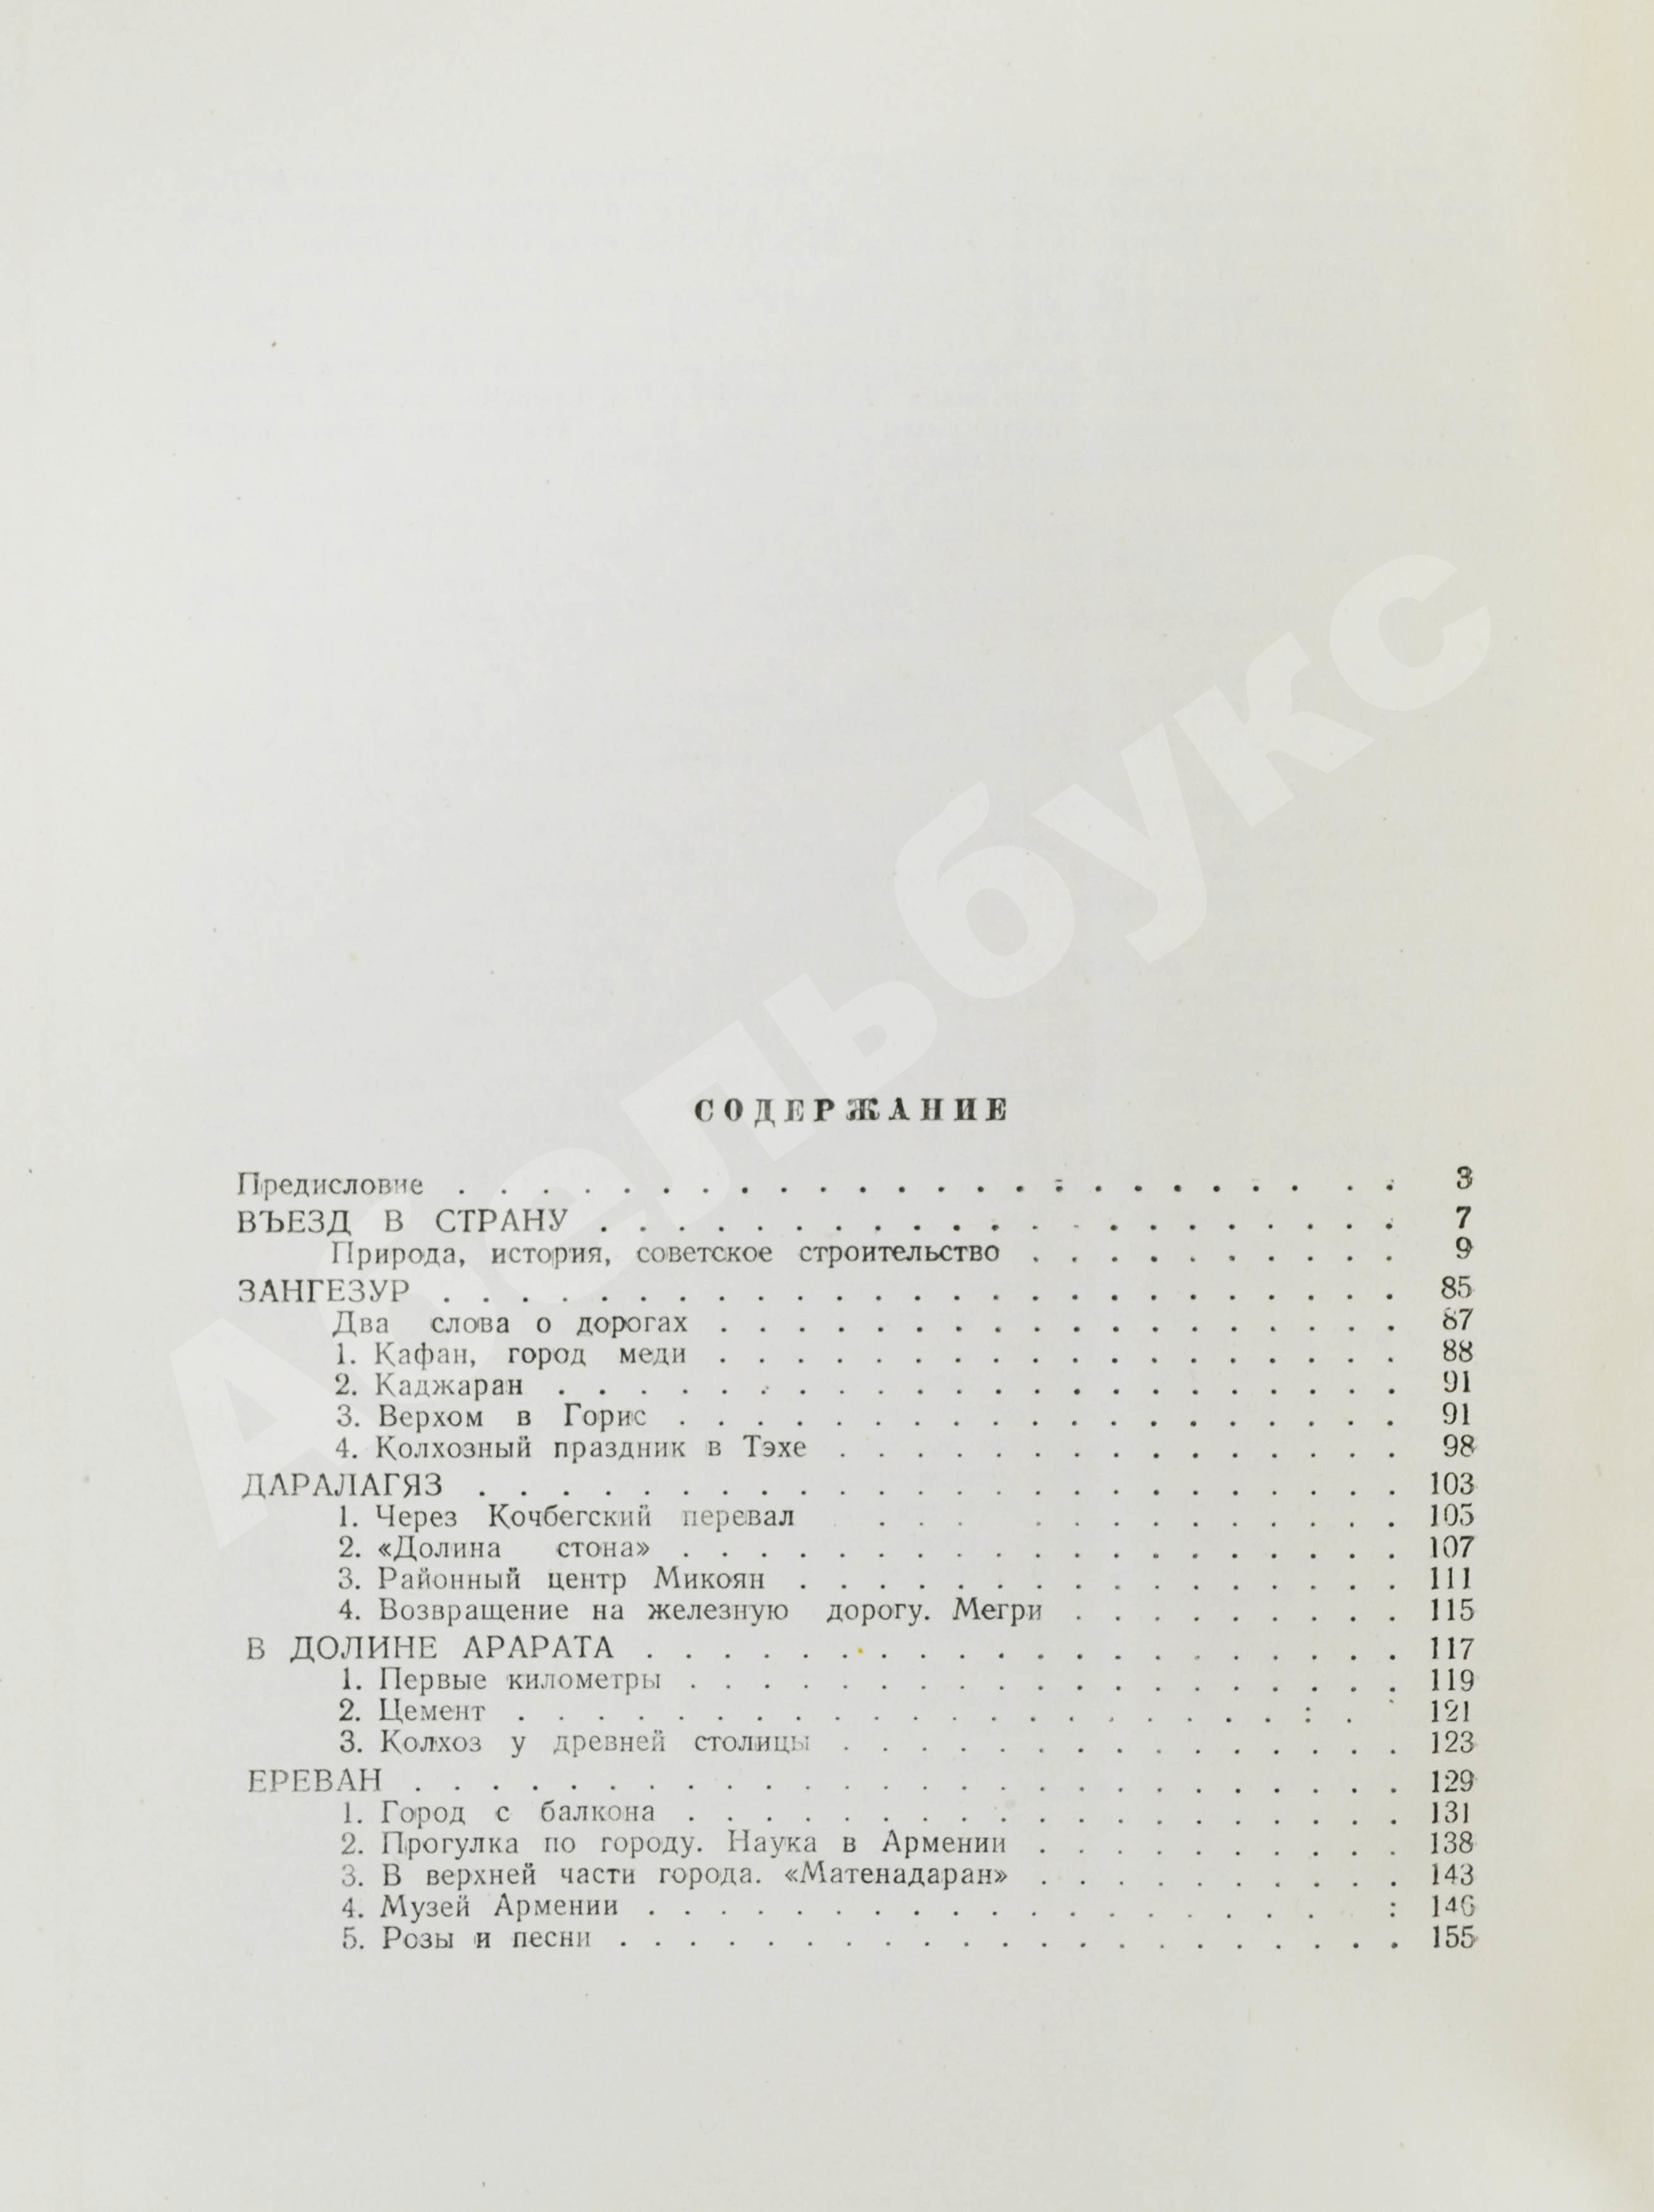 СОДЕРЖАНИЕ
Предисловие . . . . . . . . . . . . . . . . . . . . . . . . 3
ВЪЕЗД В СТРАНУ . . . . . . . . . . . . . . . . . . . . . 7
Природа, история, советское строительство . . . . . . . . . . 9
ЗАНГЕЗУР . . . . . . . . . . . . . . . . . . . . . . . . . 85
Два слова о дорогах . . . . . . . . . . . . . . . . . . 87
1. Кафан, город меди . . . . . . . . . . . . . . . . . . 88
2. Каджаран . . . . . . . . . . . . . . . . . . . . . . 91
3. Верхом в Горис . . . . . . . . . . . . . . . . . . . 91
4. Колхозный праздник в Тэхе . . . . . . . . . . . . . . . 98
ДАРАЛАГЯЗ . . . . . . . . . . . . . . . . . . . . . . . . 103
1. Через Кочбегский перевал . . . . . . . . . . . . . 105
2. «Долина стона» . . . . . . . . . . . . . . . . . . . 107
3. Районный центр Микоян . . . . . . . . . . . . . . . . 111
4. Возвращение на железную дорогу. Мегри . . . . . . . . . 115
В ДОЛИНЕ АРАРАТА . . . . . . . . . . . . . . . . . . . . 117
1. Первые километры . . . . . . . . . . . . . . . . . . . 119
2. Цемент . . . . . . . . . . . . . . . . . . . . . . . 121
3. Колхоз у древней столицы . . . . . . . . . . . . . . . 123
ЕРЕВАН . . . . . . . . . . . . . . . . . . . . . . . . . . 129
1. Город с балкона . . . . . . . . . . . . . . . . . . . 131
2. Прогулка по городу. Наука в Армении . . . . . . . . . . 138
3. В верхней части города. «Матенадаран» . . . . . . . . . . 143
4. Музей Армении . . . . . . . . . . . . . . . . . . . 146
5. Розы и песни . . . . . . . . . . . . . . . . . . . . . 155
Абельбукс